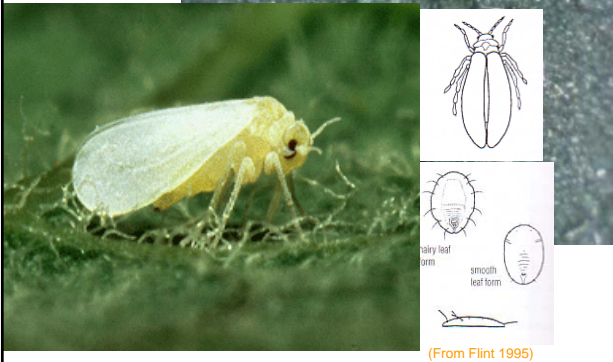 hairy leaf
form
smooth
leaf form
(From Flint 1995)